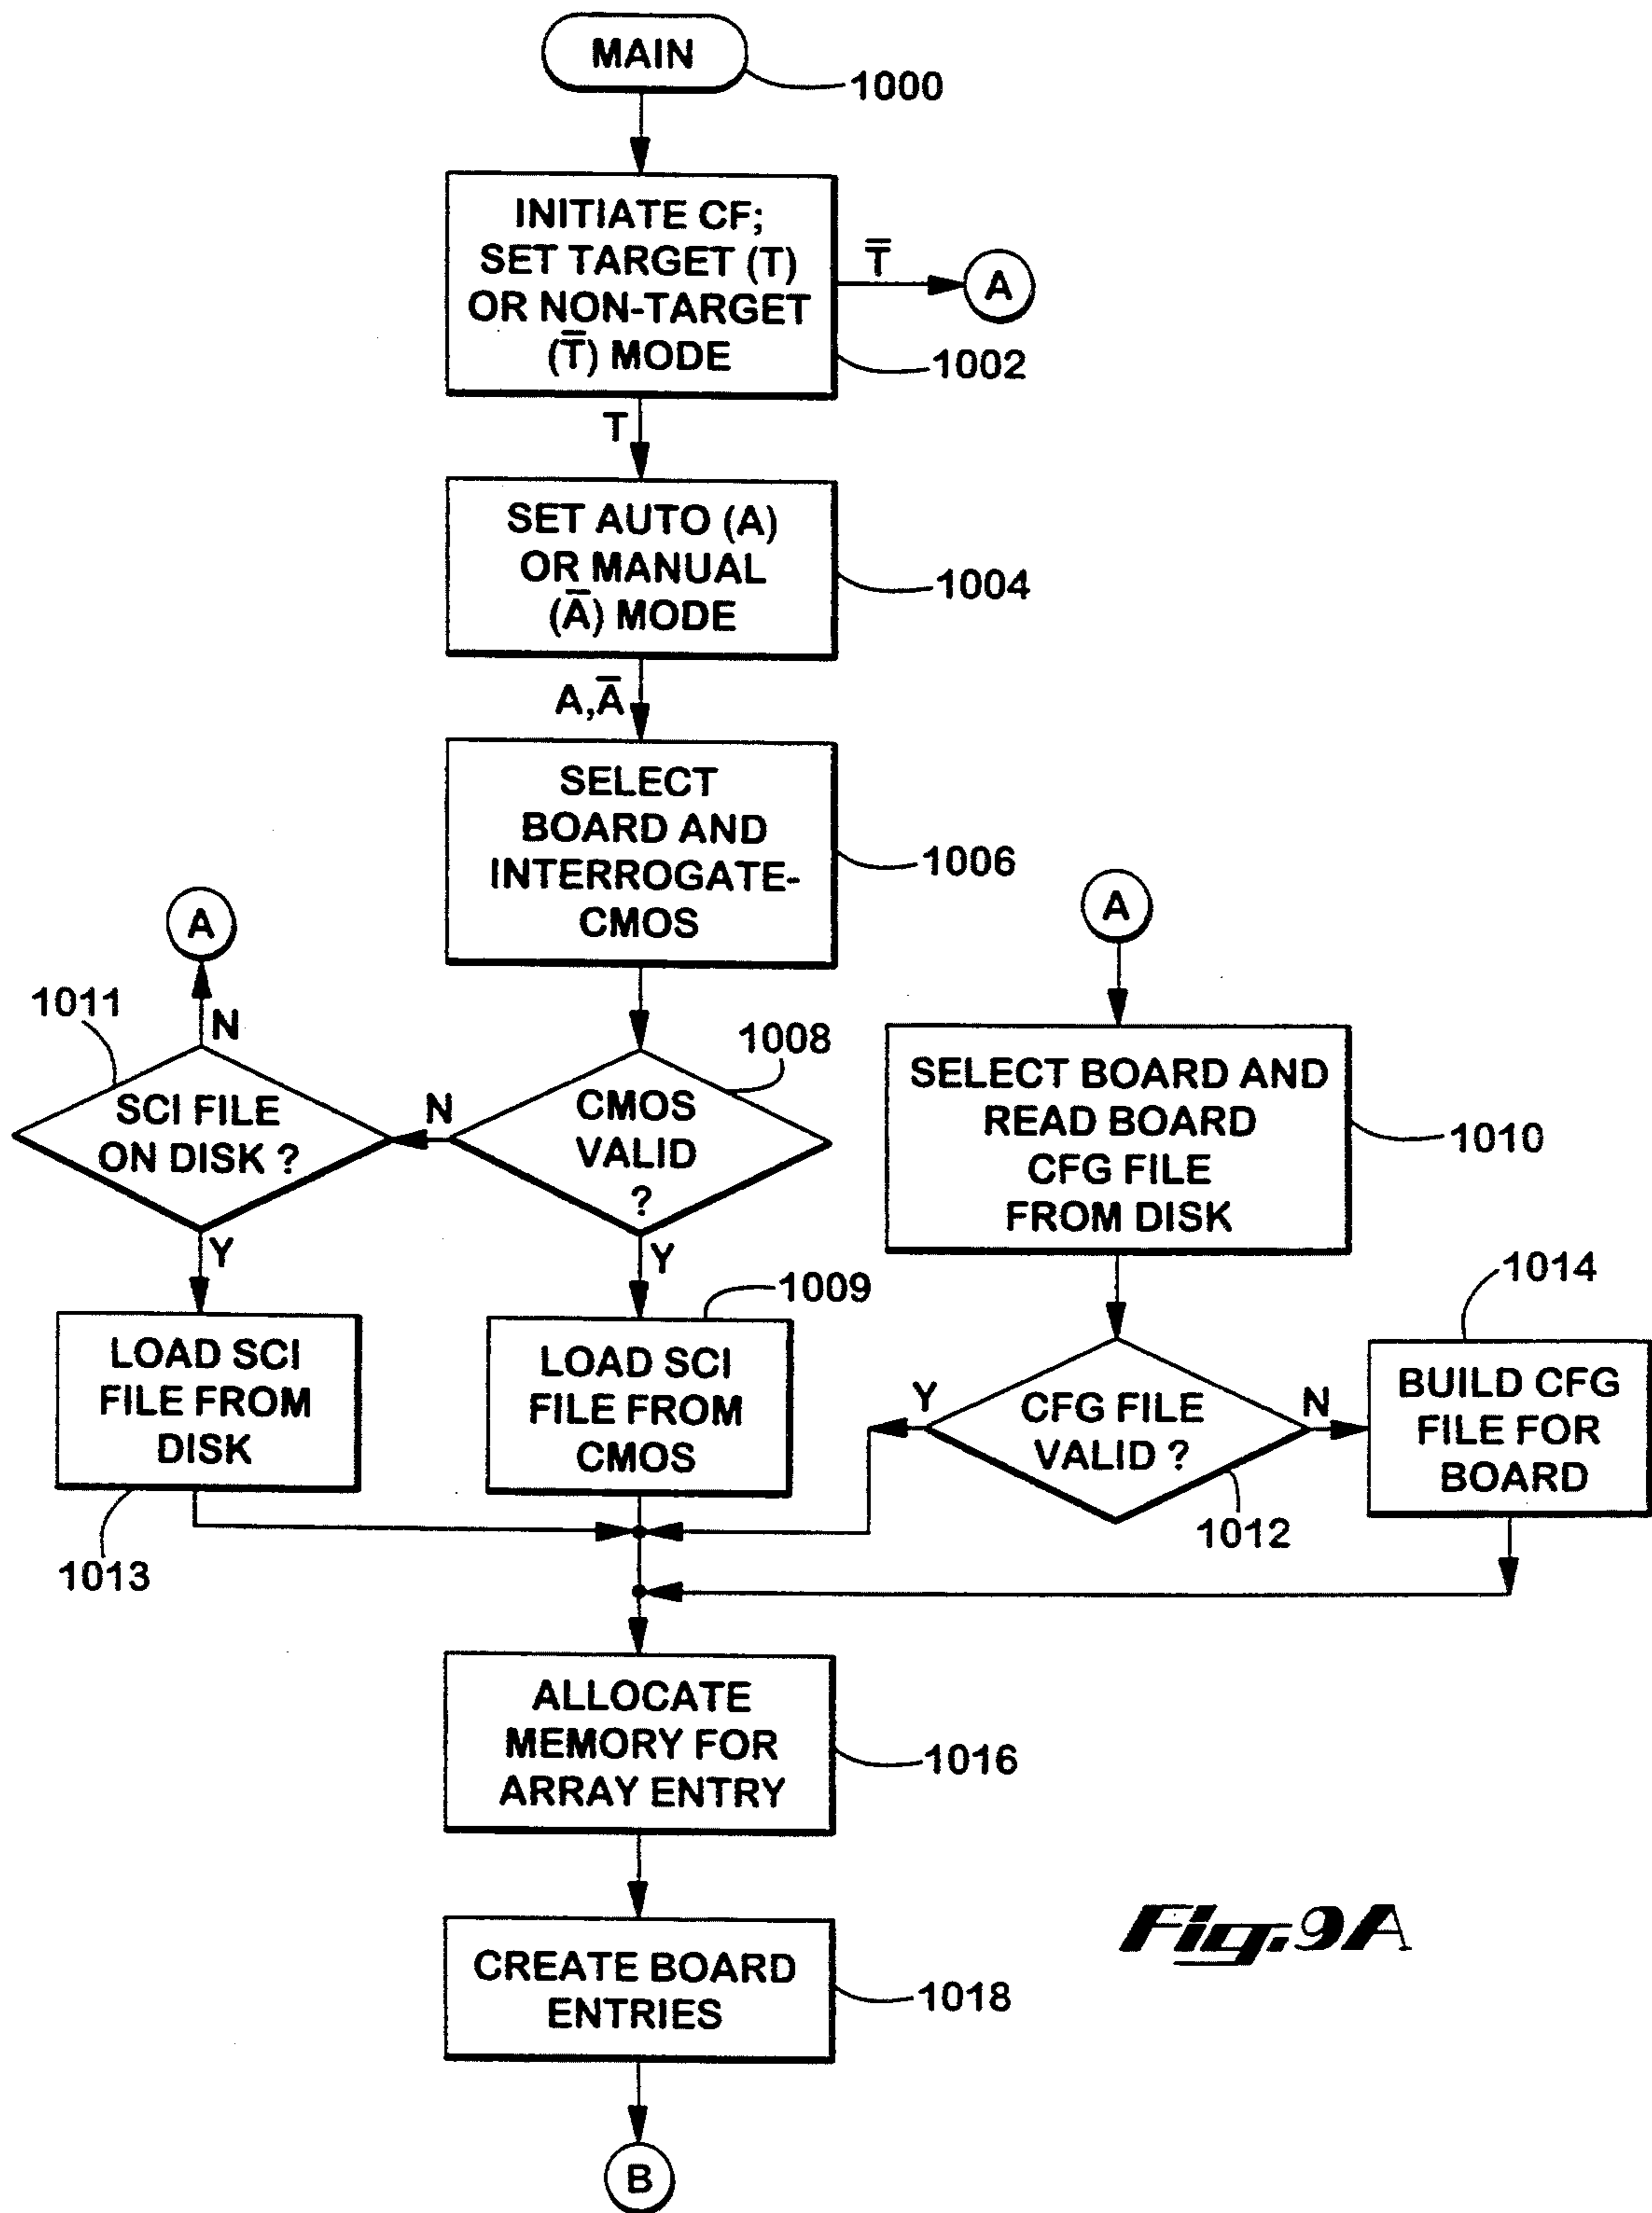 MAIN
1000
INITIATE CF;
SET TARGET (T)
OR NON-TARGET
(T̅) MODE
T̅
A
1002
T
SET AUTO (A)
OR MANUAL
(A̅) MODE
1004
A,A̅
SELECT
BOARD AND
INTERROGATE-
CMOS
1006
A
A
1011
N
SCI FILE
ON DISK ?
N
1008
CMOS
VALID
?
SELECT BOARD AND
READ BOARD
CFG FILE
FROM DISK
1010
Y
Y
1009
LOAD SCI
FILE FROM
DISK
1013
LOAD SCI
FILE FROM
CMOS
Y
CFG FILE
VALID ?
N
1012
1014
BUILD CFG
FILE FOR
BOARD
ALLOCATE
MEMORY FOR
ARRAY ENTRY
1016
CREATE BOARD
ENTRIES
1018
B
Fig. 9A